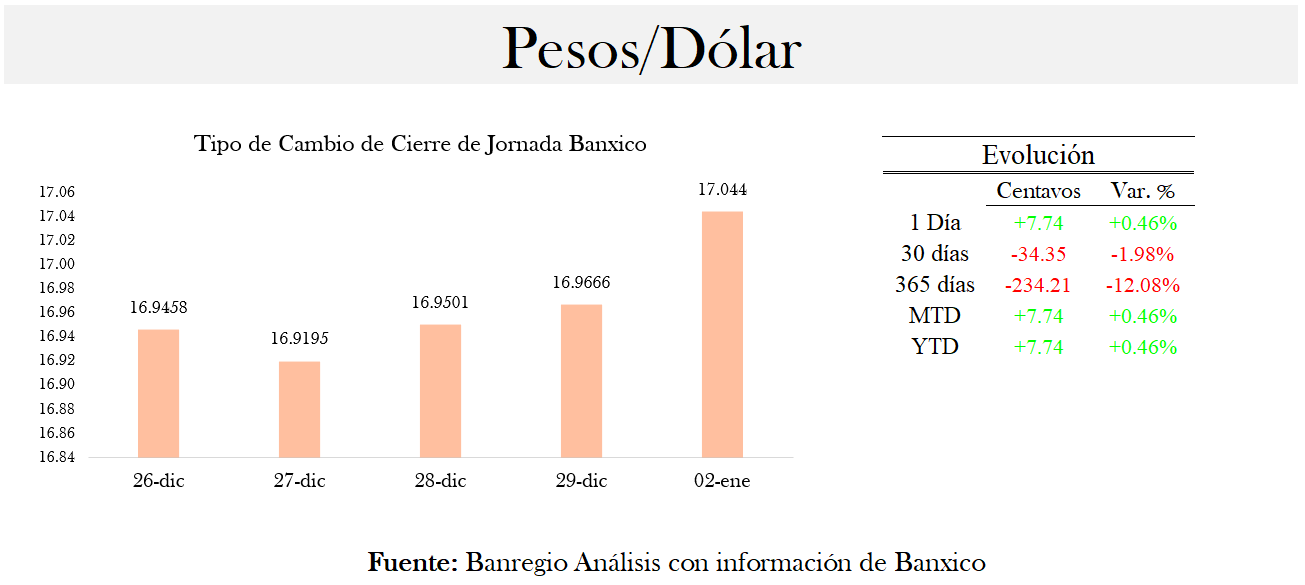 Pesos/Dólar
Tipo de Cambio de Cierre de Jornada Banxico
17.06
17.04
17.02
17.00
16.98
16.96
16.94
16.92
16.90
16.88
16.86
16.84
16.9458
16.9195
16.9501
16.9666
17.044
26-dic
27-dic
28-dic
29-dic
02-ene
Evolución
Centavos Var. %
1 Día +7.74 +0.46%
30 días -34.35 -1.98%
365 días -234.21 -12.08%
MTD +7.74 +0.46%
YTD +7.74 +0.46%
Fuente: Banregio Análisis con información de Banxico